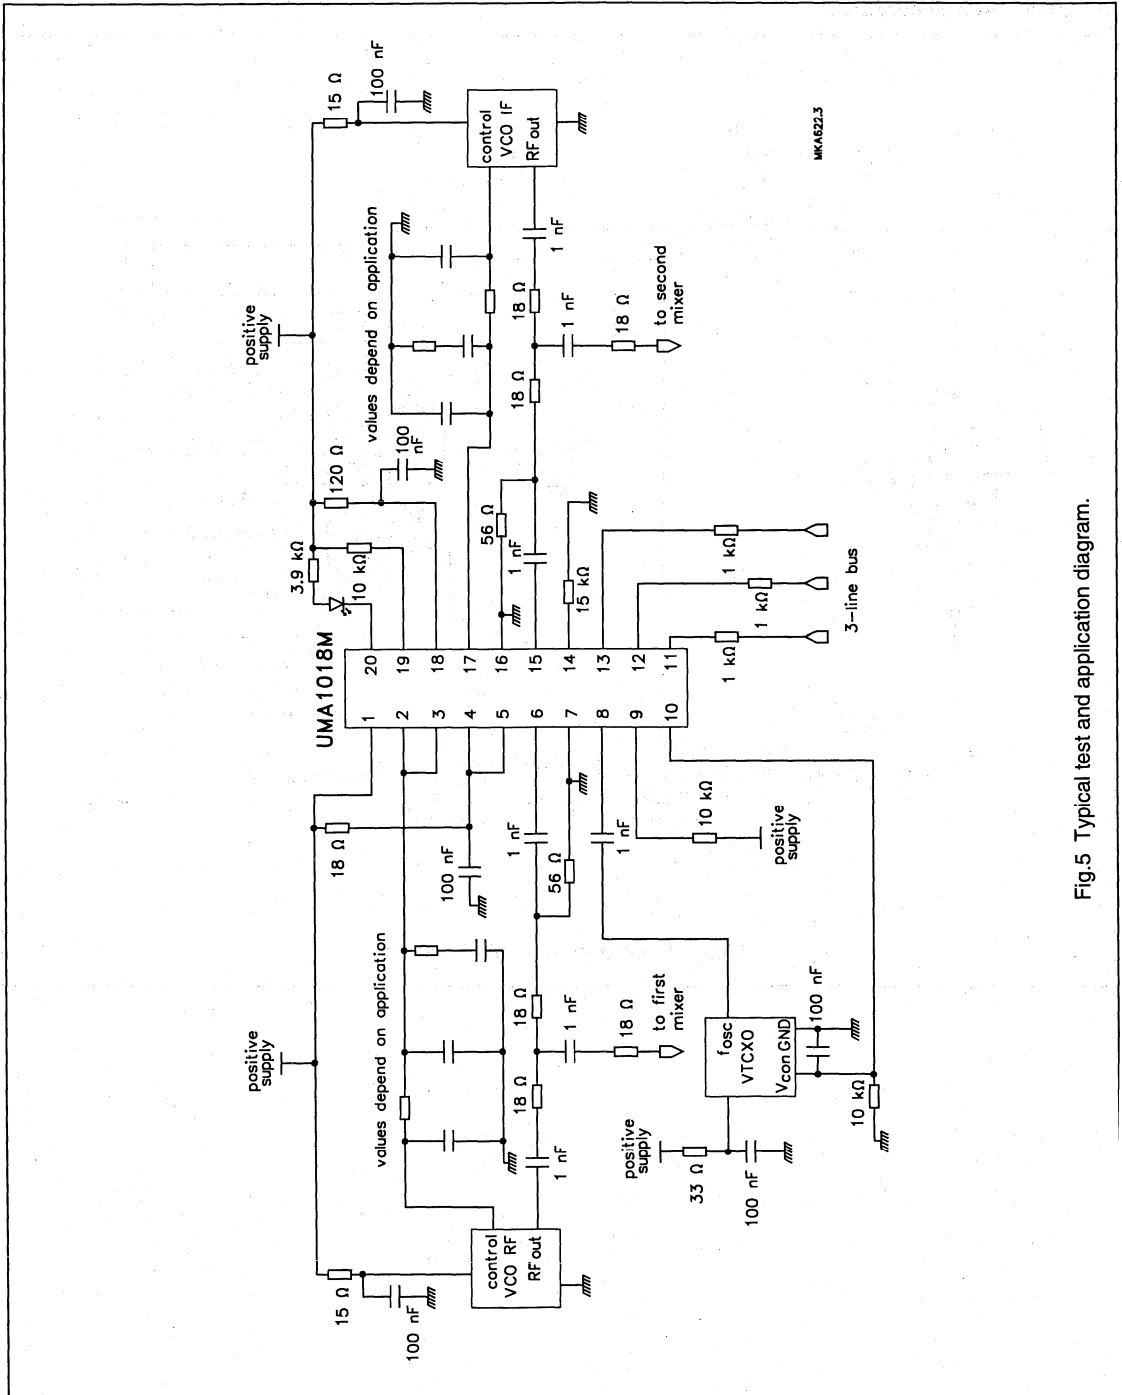 positive
supply
positive
supply
15 Ω
100 nF
18 Ω
values depend on application
100 nF
control
VCO RF
RF out
1 nF
18 Ω
18 Ω
1 nF
18 Ω
to first
mixer
1 nF
56 Ω
1 nF
positive
supply
33 Ω
100 nF
fosc
VTCXO
Vcon GND
100 nF
10 kΩ
10 kΩ
positive
supply
UMA1018M
1
2
3
4
5
6
7
8
9
10
20
19
18
17
16
15
14
13
12
11
3.9 kΩ
10 kΩ
120 Ω
100
nF
values depend on application
15 Ω
100 nF
control
VCO IF
RF out
1 nF
18 Ω
18 Ω
1 nF
18 Ω
to second
mixer
56 Ω
1 nF
15 kΩ
1 kΩ
1 kΩ
1 kΩ
3-line bus
MKA622.3
Fig.5 Typical test and application diagram.